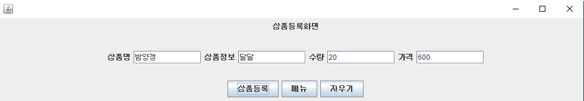 상품등록화면
상품명 밤양갱 상품정보 달달 수량 20 가격 600
상품등록 메뉴 지우기